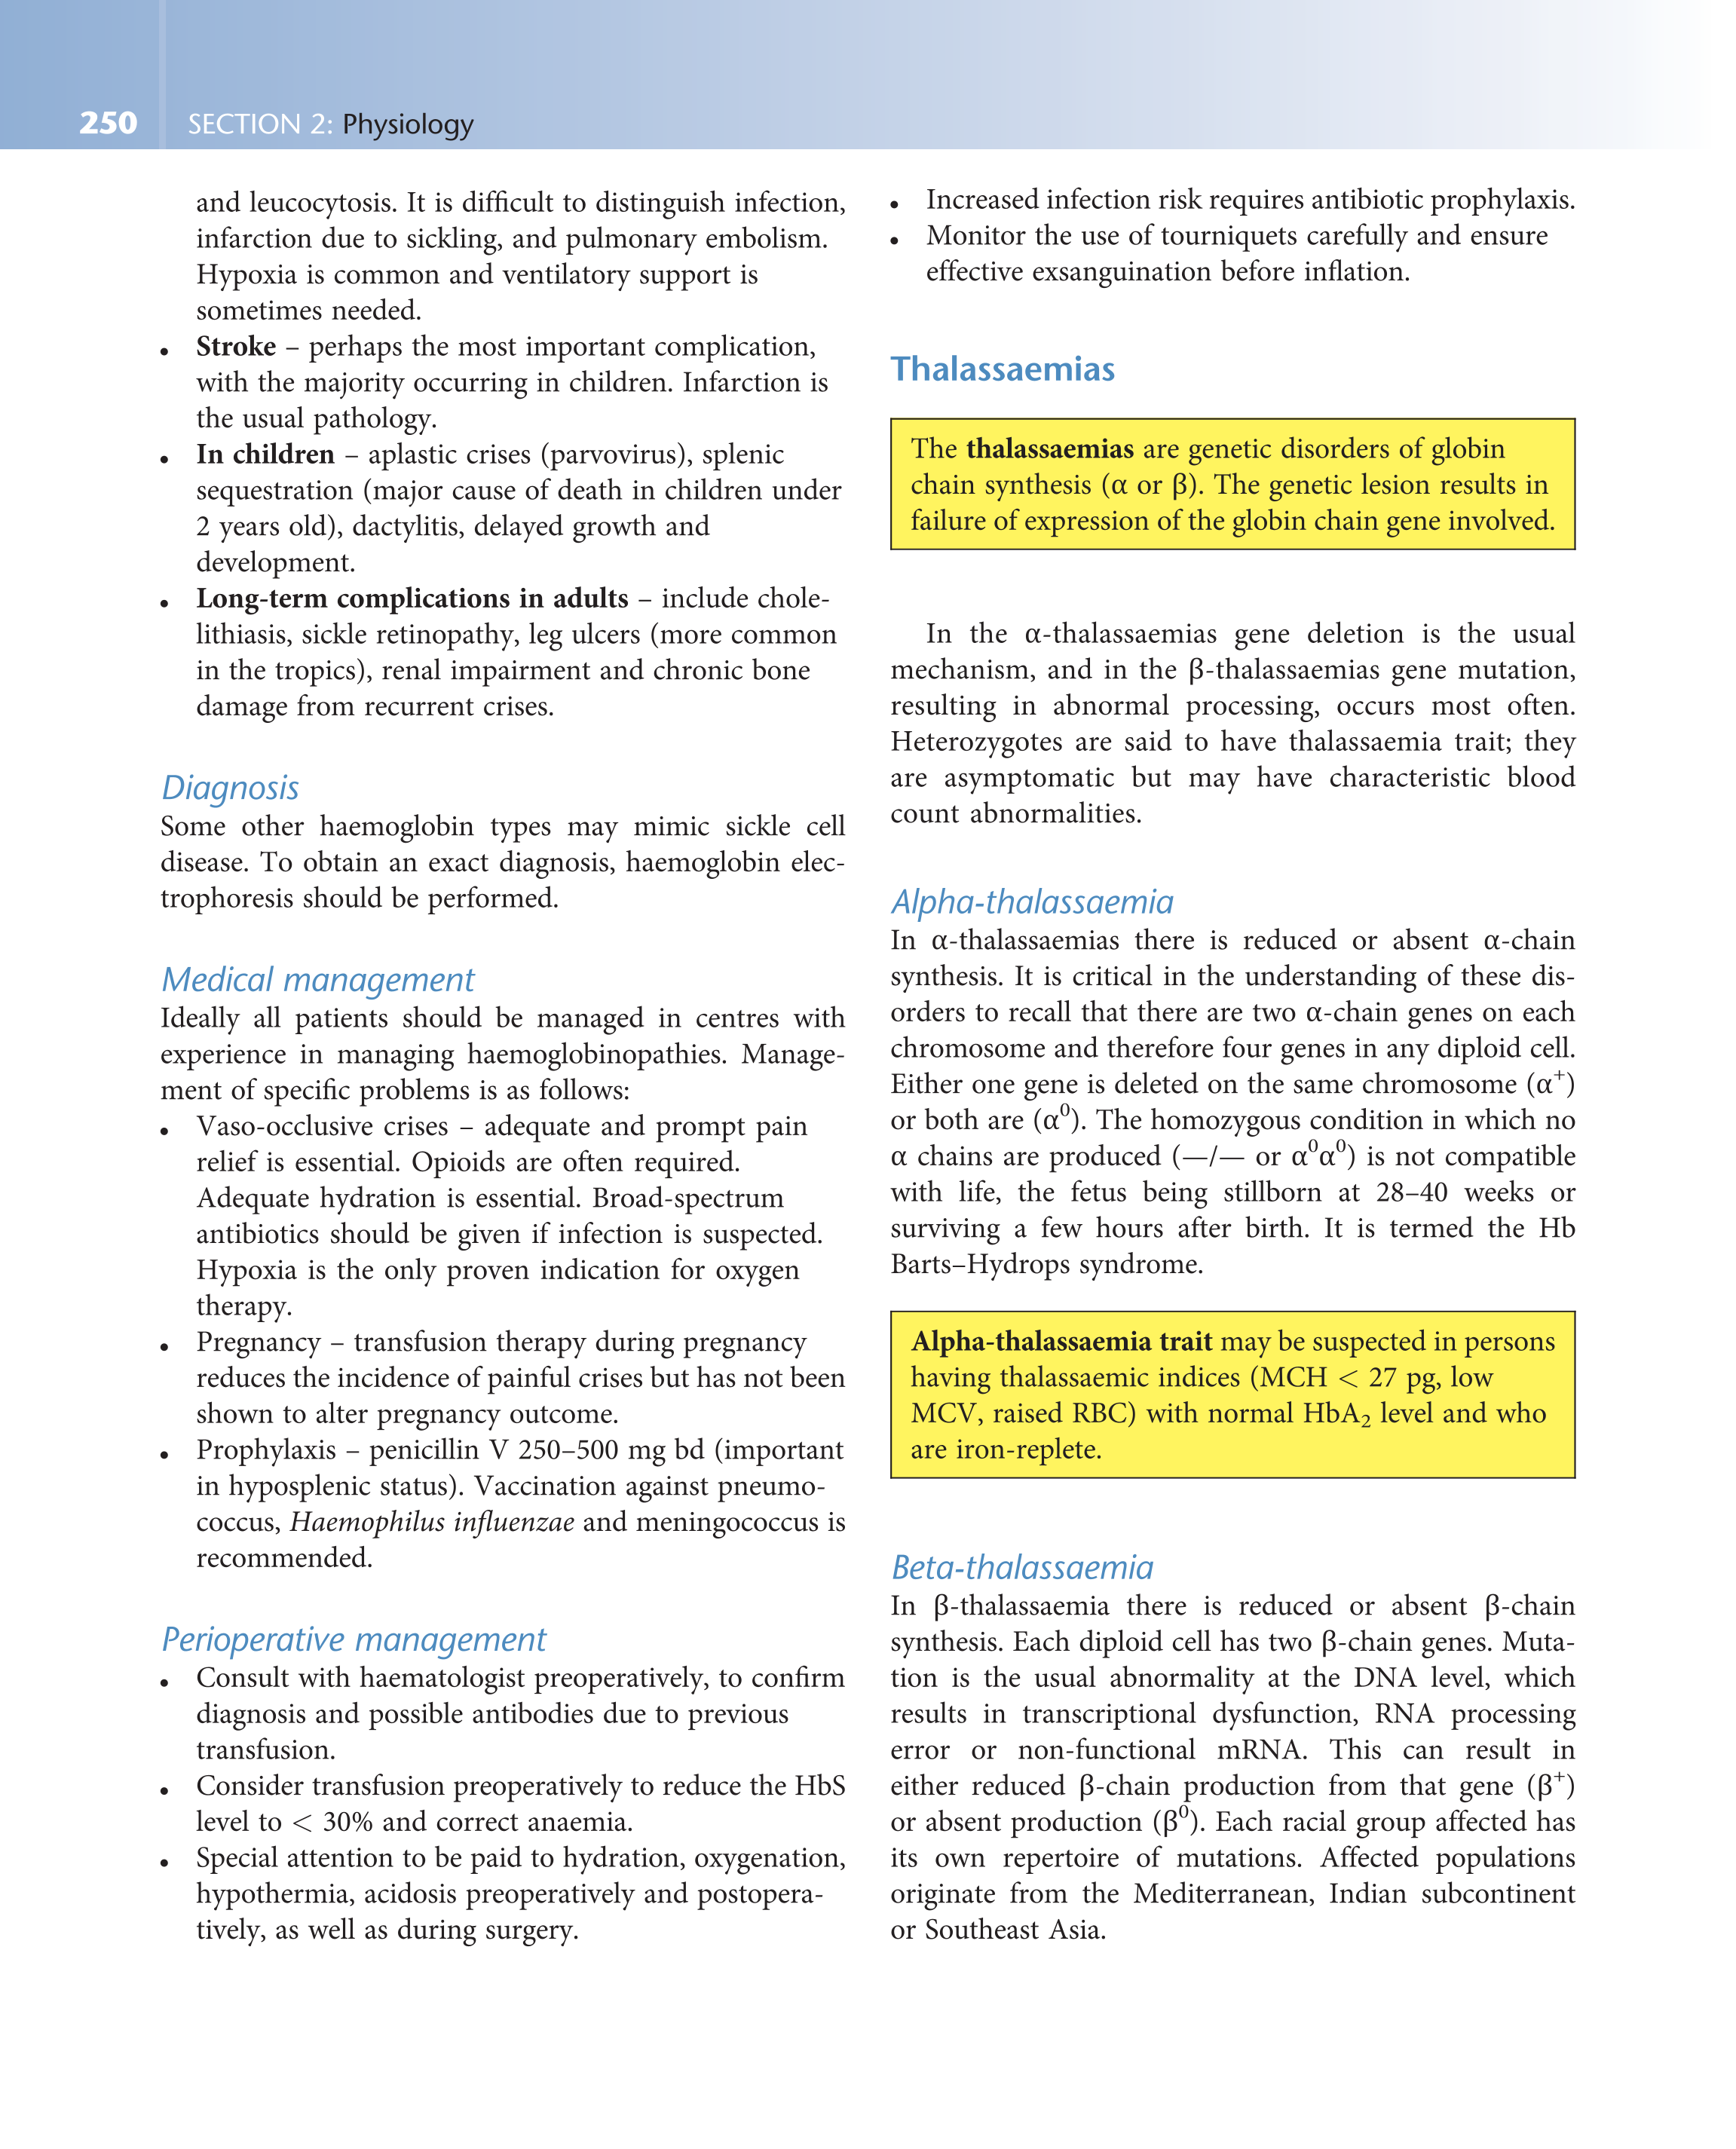 250 SECTION 2: Physiology
and leucocytosis. It is difficult to distinguish infection,
infarction due to sickling, and pulmonary embolism.
Hypoxia is common and ventilatory support is
sometimes needed.
• Stroke – perhaps the most important complication,
with the majority occurring in children. Infarction is
the usual pathology.
• In children – aplastic crises (parvovirus), splenic
sequestration (major cause of death in children under
2 years old), dactylitis, delayed growth and
development.
• Long-term complications in adults – include chole-
lithiasis, sickle retinopathy, leg ulcers (more common
in the tropics), renal impairment and chronic bone
damage from recurrent crises.
Diagnosis
Some other haemoglobin types may mimic sickle cell
disease. To obtain an exact diagnosis, haemoglobin elec-
trophoresis should be performed.
Medical management
Ideally all patients should be managed in centres with
experience in managing haemoglobinopathies. Manage-
ment of specific problems is as follows:
• Vaso-occlusive crises – adequate and prompt pain
relief is essential. Opioids are often required.
Adequate hydration is essential. Broad-spectrum
antibiotics should be given if infection is suspected.
Hypoxia is the only proven indication for oxygen
therapy.
• Pregnancy – transfusion therapy during pregnancy
reduces the incidence of painful crises but has not been
shown to alter pregnancy outcome.
• Prophylaxis – penicillin V 250–500 mg bd (important
in hyposplenic status). Vaccination against pneumo-
coccus, Haemophilus influenzae and meningococcus is
recommended.
Perioperative management
• Consult with haematologist preoperatively, to confirm
diagnosis and possible antibodies due to previous
transfusion.
• Consider transfusion preoperatively to reduce the HbS
level to < 30% and correct anaemia.
• Special attention to be paid to hydration, oxygenation,
hypothermia, acidosis preoperatively and postopera-
tively, as well as during surgery.
• Increased infection risk requires antibiotic prophylaxis.
• Monitor the use of tourniquets carefully and ensure
effective exsanguination before inflation.
Thalassaemias
The thalassaemias are genetic disorders of globin
chain synthesis (α or β). The genetic lesion results in
failure of expression of the globin chain gene involved.
In the α-thalassaemias gene deletion is the usual
mechanism, and in the β-thalassaemias gene mutation,
resulting in abnormal processing, occurs most often.
Heterozygotes are said to have thalassaemia trait; they
are asymptomatic but may have characteristic blood
count abnormalities.
Alpha-thalassaemia
In α-thalassaemias there is reduced or absent α-chain
synthesis. It is critical in the understanding of these dis-
orders to recall that there are two α-chain genes on each
chromosome and therefore four genes in any diploid cell.
Either one gene is deleted on the same chromosome (α⁺)
or both are (α⁰). The homozygous condition in which no
α chains are produced (—/— or α⁰α⁰) is not compatible
with life, the fetus being stillborn at 28–40 weeks or
surviving a few hours after birth. It is termed the Hb
Barts–Hydrops syndrome.
Alpha-thalassaemia trait may be suspected in persons
having thalassaemic indices (MCH < 27 pg, low
MCV, raised RBC) with normal HbA₂ level and who
are iron-replete.
Beta-thalassaemia
In β-thalassaemia there is reduced or absent β-chain
synthesis. Each diploid cell has two β-chain genes. Muta-
tion is the usual abnormality at the DNA level, which
results in transcriptional dysfunction, RNA processing
error or non-functional mRNA. This can result in
either reduced β-chain production from that gene (β⁺)
or absent production (β⁰). Each racial group affected has
its own repertoire of mutations. Affected populations
originate from the Mediterranean, Indian subcontinent
or Southeast Asia.